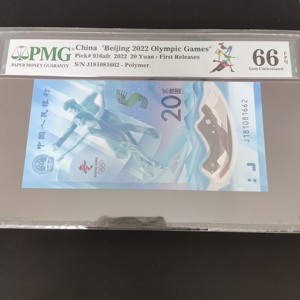 PMG
PAPER MONEY GUARANTY
China "Beijing 2022 Olympic Games"
Pick# 916afr 2022 20 Yuan - First Releases
S/N J181081662 - Polymer
66 EPQ
Gem Uncirculated
中国人民银行
20
J181081662